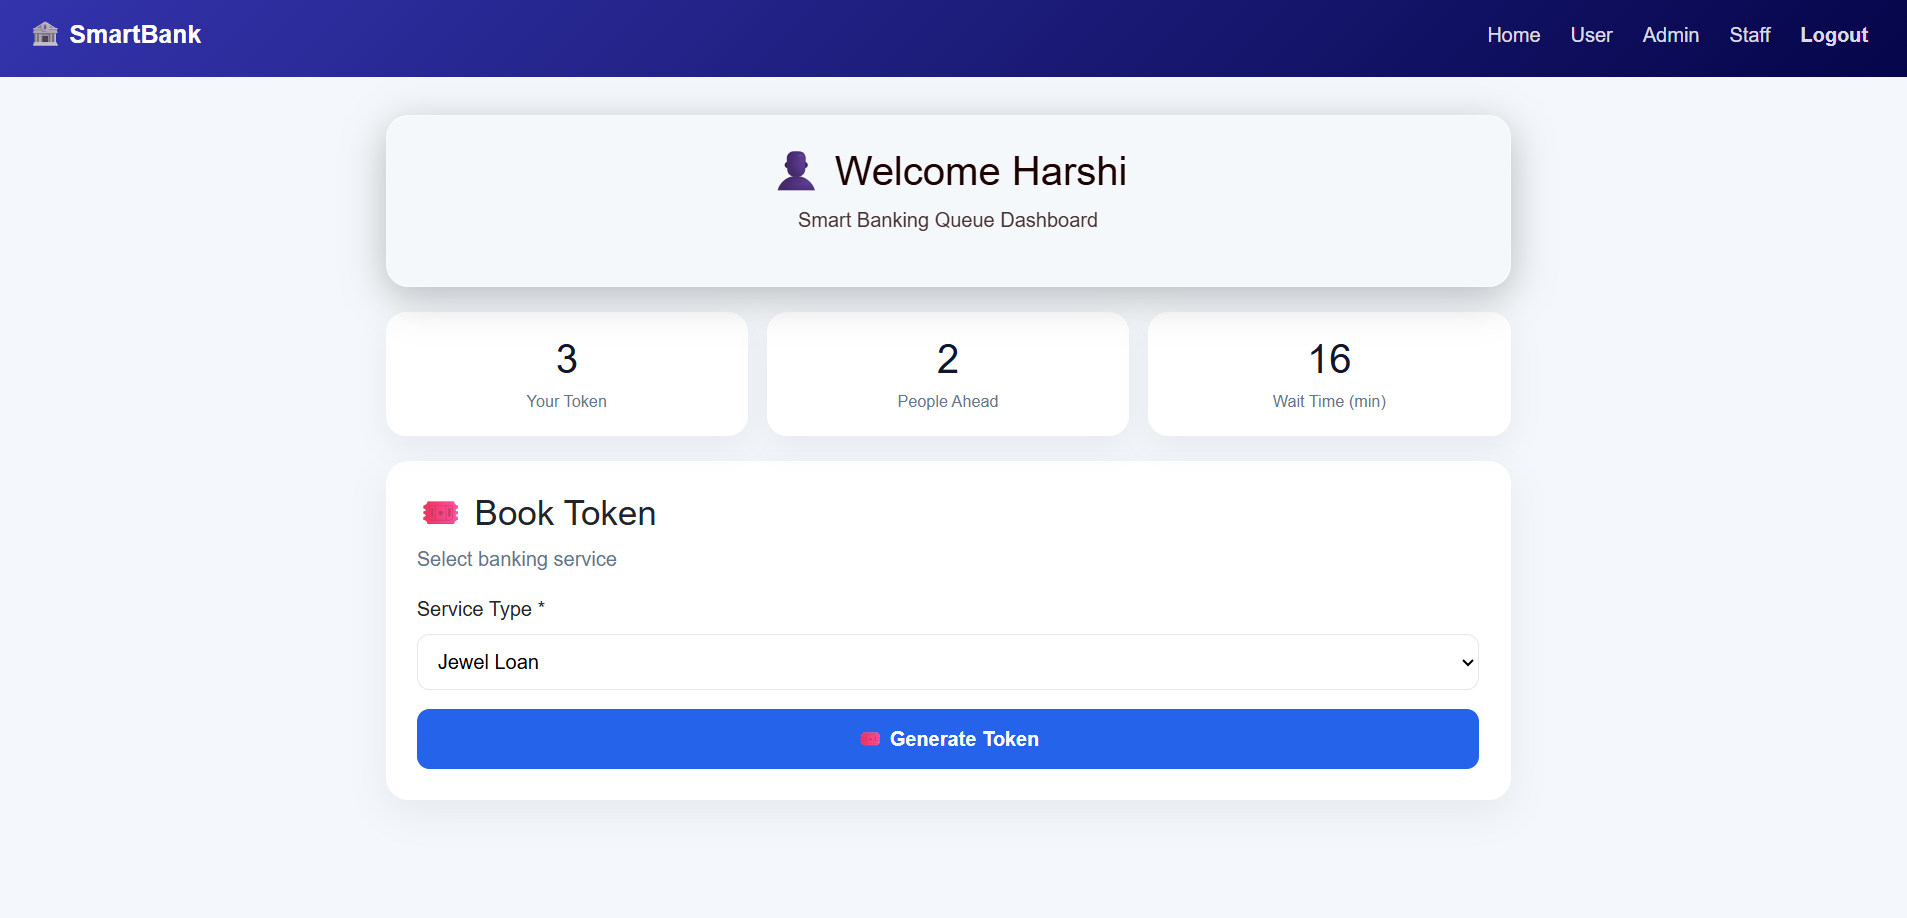 SmartBank
Home User Admin Staff Logout
Welcome Harshi
Smart Banking Queue Dashboard
3
Your Token
2
People Ahead
16
Wait Time (min)
Book Token
Select banking service
Service Type *
Jewel Loan
Generate Token